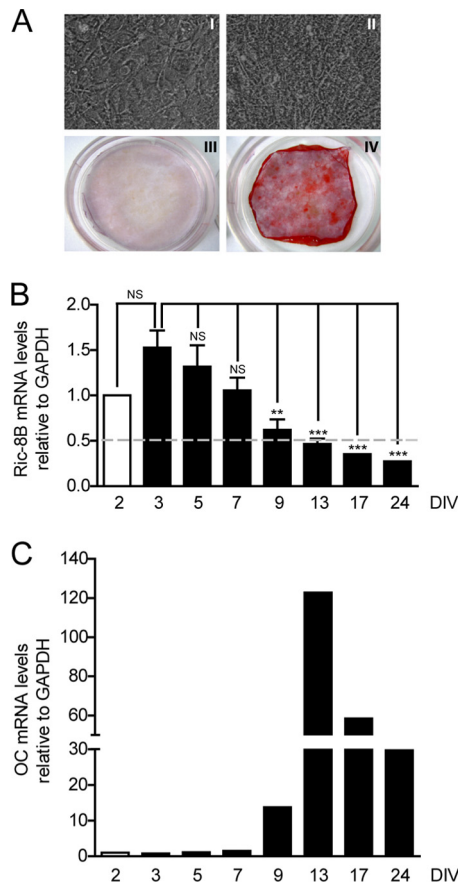 A
I
II
III
IV
B
Ric-8B mRNA levels
relative to GAPDH
2.0
1.5
1.0
0.5
0.0
NS
NS
NS
**
***
***
***
2 3 5 7 9 13 17 24 DIV
C
OC mRNA levels
relative to GAPDH
140
120
100
80
60
30
20
10
0
2 3 5 7 9 13 17 24 DIV